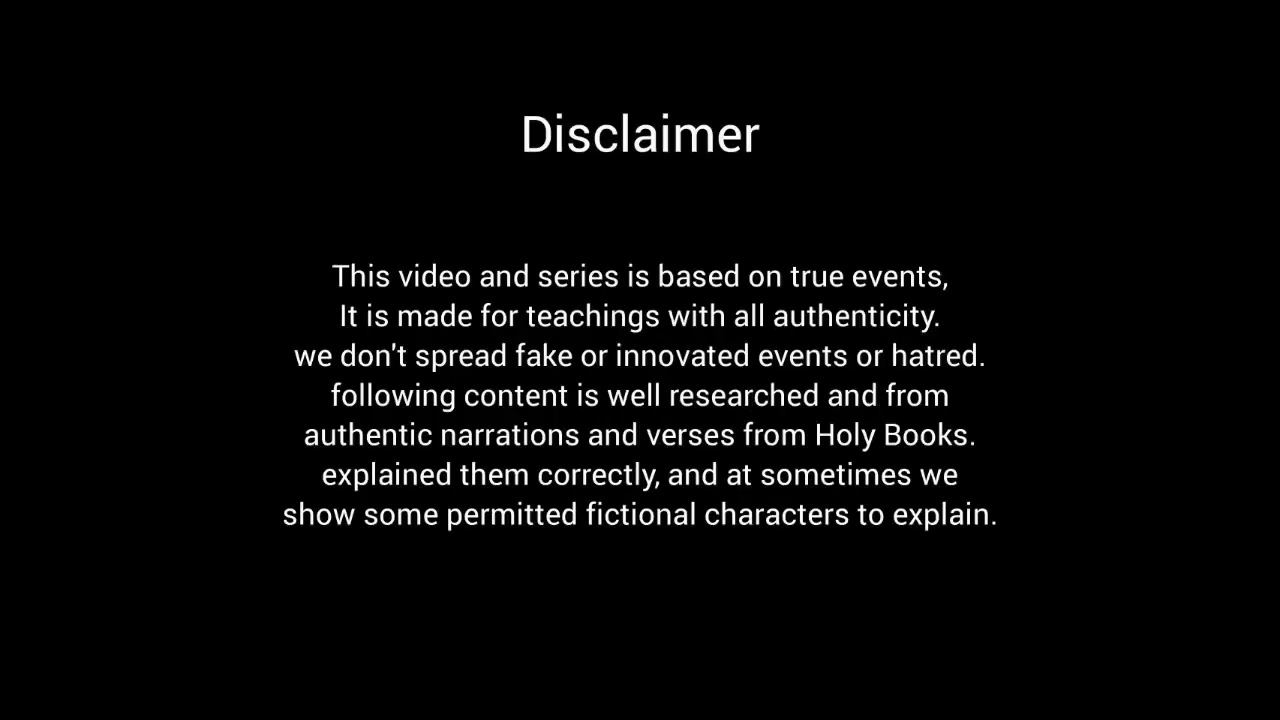 Disclaimer
This video and series is based on true events,
It is made for teachings with all authenticity.
we don't spread fake or innovated events or hatred.
following content is well researched and from
authentic narrations and verses from Holy Books.
explained them correctly, and at sometimes we
show some permitted fictional characters to explain.